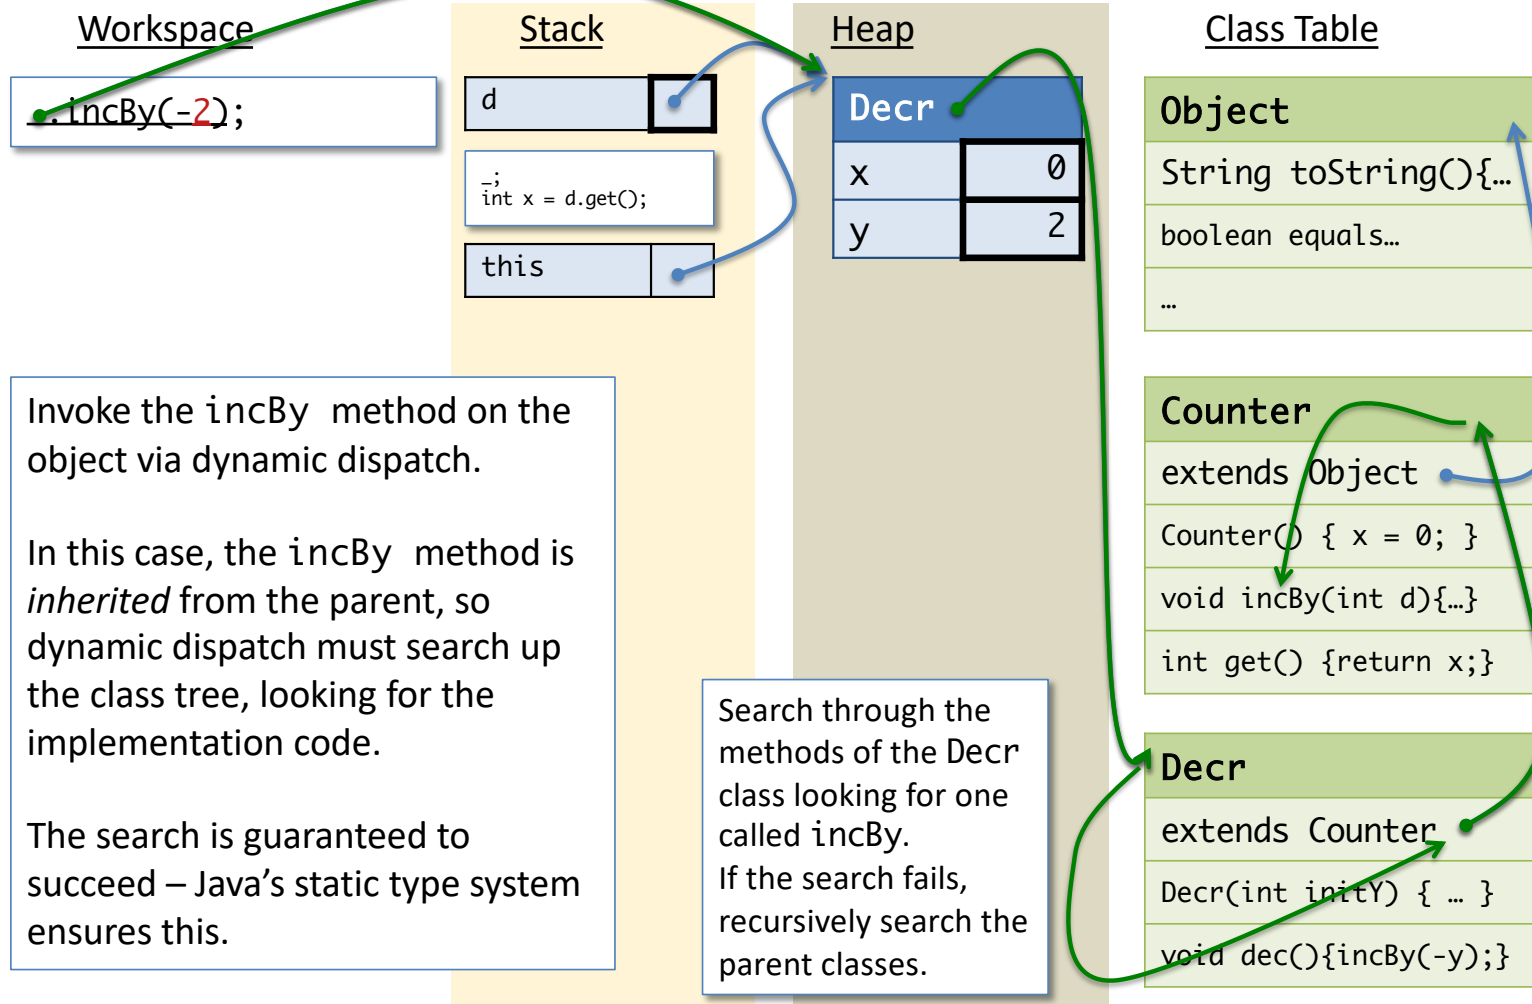 Workspace
.incBy(-2);
Stack
d
_;
int x = d.get();
this
Heap
Decr
x 0
y 2
Class Table
Object
String toString(){…
boolean equals…
…
Counter
extends Object
Counter() { x = 0; }
void incBy(int d){…}
int get() {return x;}
Decr
extends Counter
Decr(int initY) { … }
void dec(){incBy(-y);}
Invoke the incBy method on the
object via dynamic dispatch.
In this case, the incBy method is
inherited from the parent, so
dynamic dispatch must search up
the class tree, looking for the
implementation code.
The search is guaranteed to
succeed – Java's static type system
ensures this.
Search through the
methods of the Decr
class looking for one
called incBy.
If the search fails,
recursively search the
parent classes.